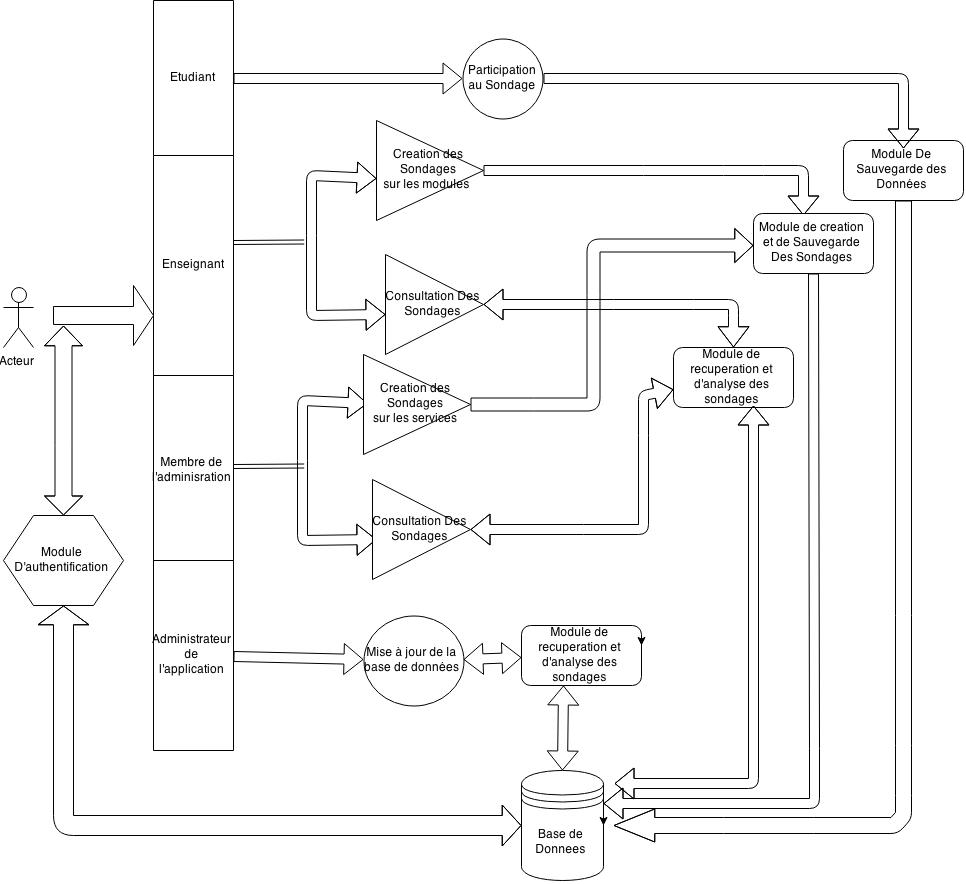 Etudiant
Participation
au Sondage
Creation des
Sondages
sur les modules
Module De
Sauvegarde des
Données
Module de creation
et de Sauvegarde
Des Sondages
Enseignant
Consultation Des
Sondages
Acteur
Module de
recuperation et
d'analyse des
sondages
Creation des
Sondages
sur les services
Membre de
l'adminisration
Consultation Des
Sondages
Module
D'authentification
Administrateur
de
l'application
Mise à jour de la
base de données
Module de
recuperation et
d'analyse des
sondages
Base de
Donnees